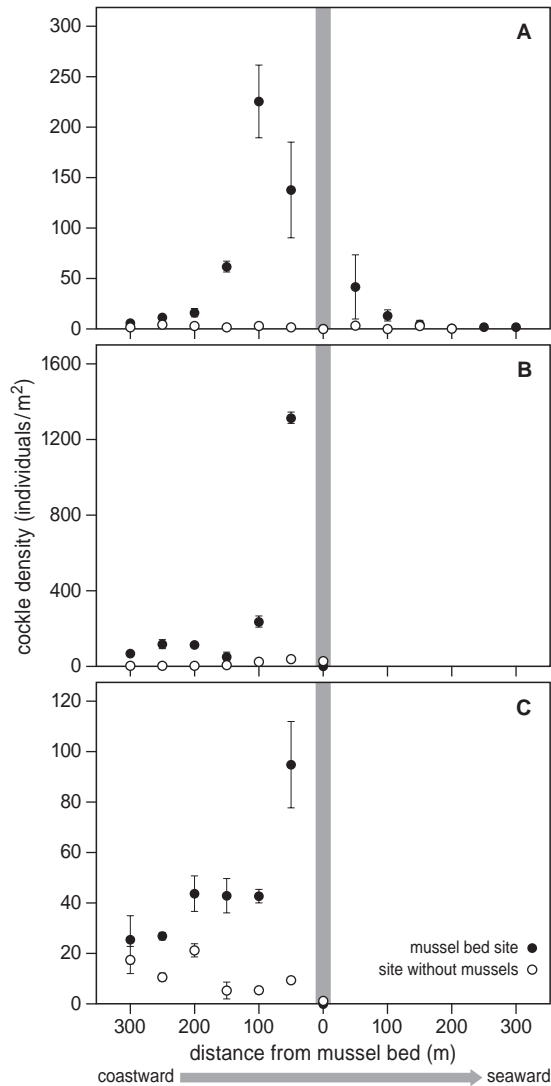 A
300
250
200
150
100
50
0
B
1600
1200
800
400
0
cockle density (individuals/m²)
C
120
100
80
60
40
20
0
mussel bed site
site without mussels
300 200 100 0 100 200 300
distance from mussel bed (m)
coastward seaward